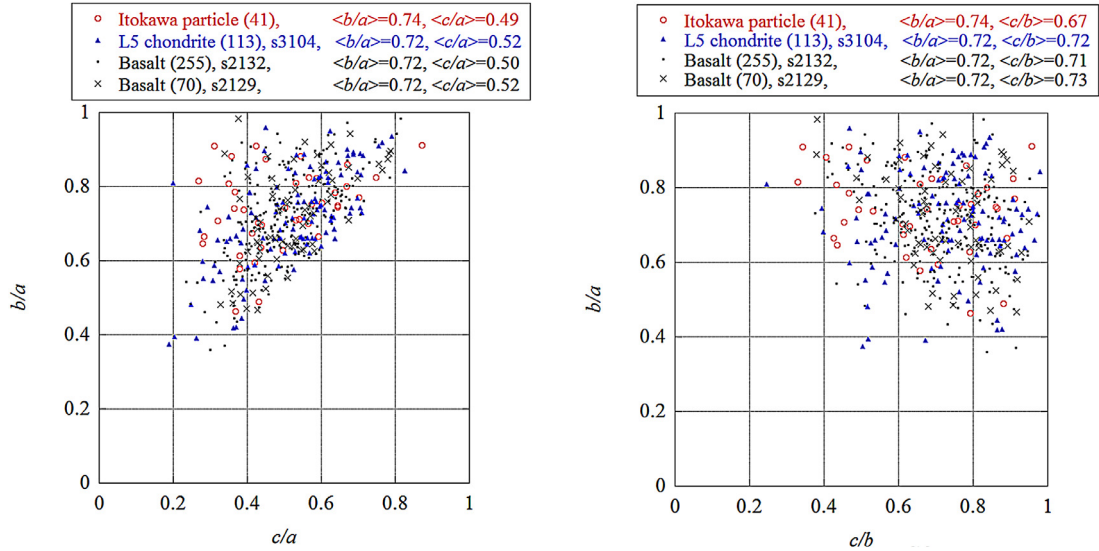 Itokawa particle (41), <b/a>=0.74, <c/a>=0.49
L5 chondrite (113), s3104, <b/a>=0.72, <c/a>=0.52
Basalt (255), s2132, <b/a>=0.72, <c/a>=0.50
Basalt (70), s2129, <b/a>=0.72, <c/a>=0.52
1
0.8
0.6
0.4
0.2
0
b/a
0 0.2 0.4 0.6 0.8 1
c/a
Itokawa particle (41), <b/a>=0.74, <c/b>=0.67
L5 chondrite (113), s3104, <b/a>=0.72, <c/b>=0.72
Basalt (255), s2132, <b/a>=0.72, <c/b>=0.71
Basalt (70), s2129, <b/a>=0.72, <c/b>=0.73
1
0.8
0.6
0.4
0.2
0
b/a
0 0.2 0.4 0.6 0.8 1
c/b